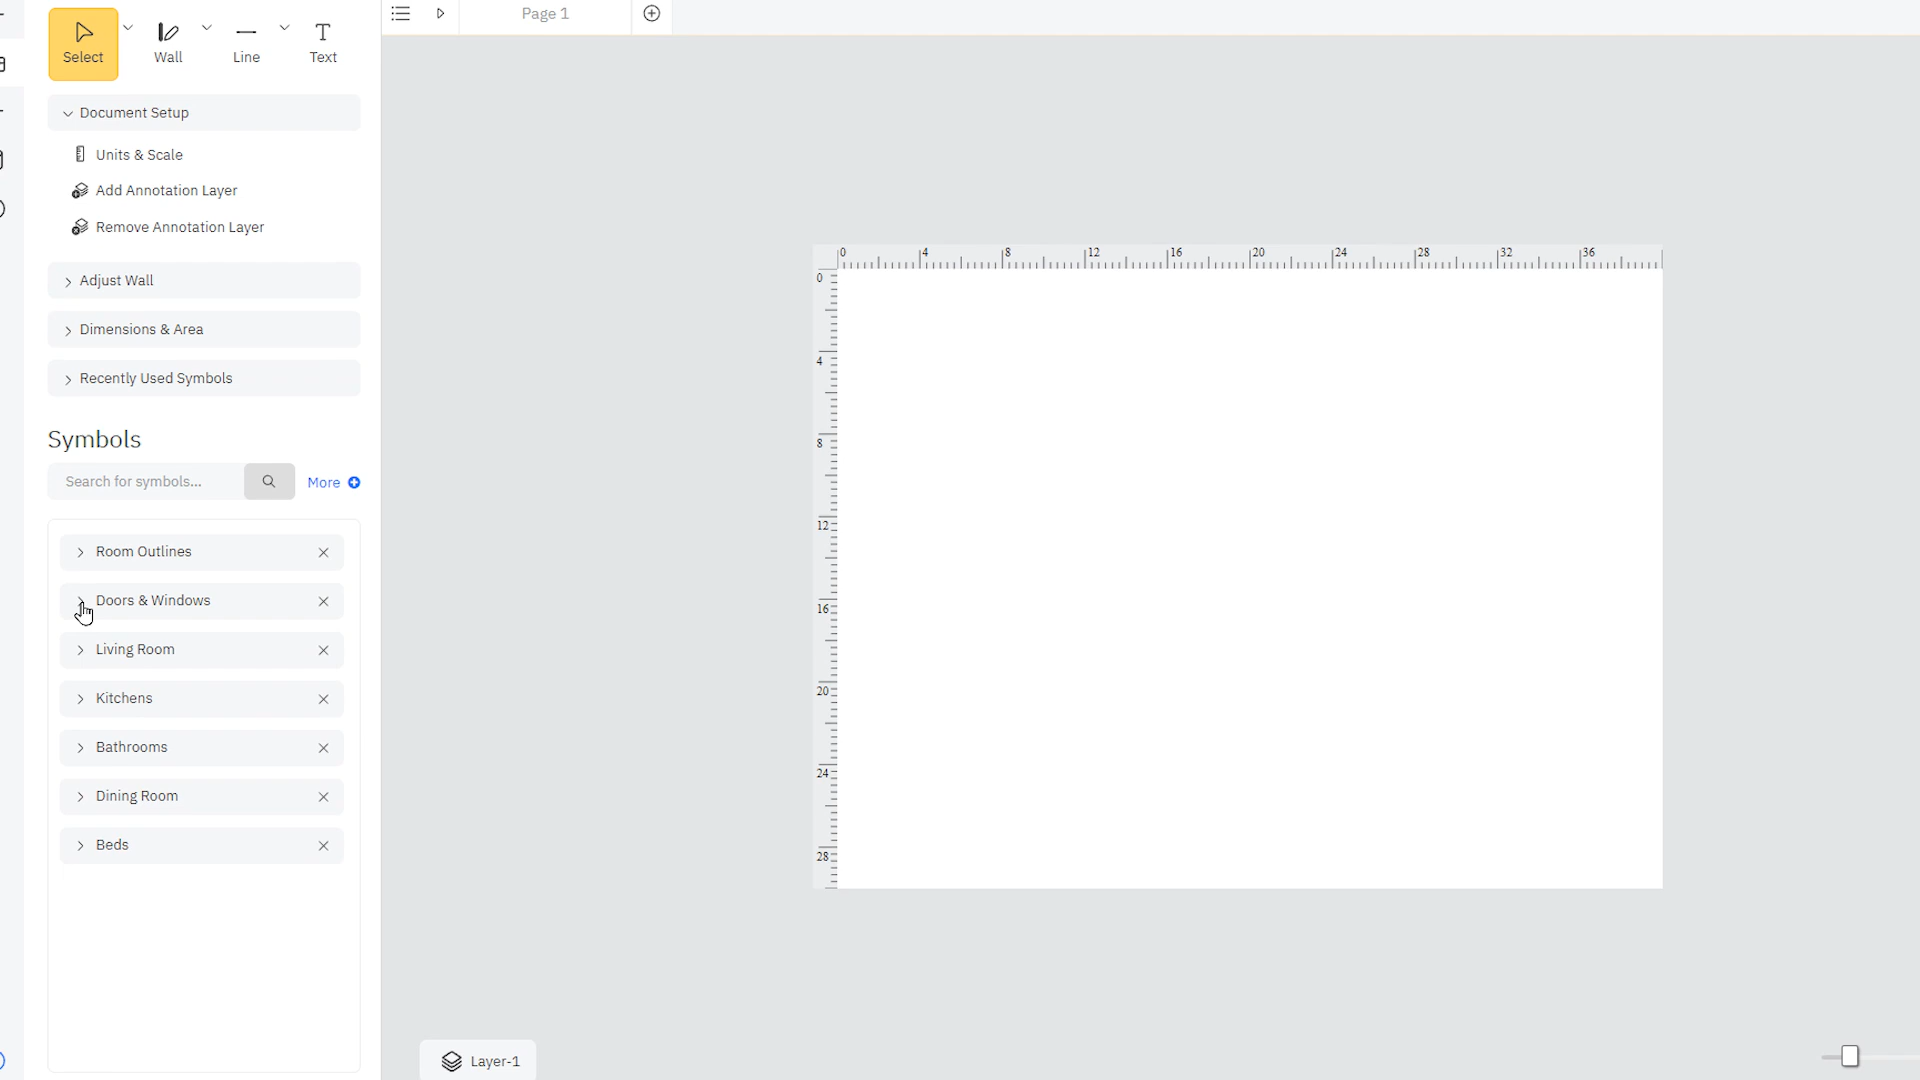 Select
Wall
Line
Text
Page 1
Document Setup
Units & Scale
Add Annotation Layer
Remove Annotation Layer
Adjust Wall
Dimensions & Area
Recently Used Symbols
Symbols
Search for symbols...
More
Room Outlines
Doors & Windows
Living Room
Kitchens
Bathrooms
Dining Room
Beds
0 4 8 12 16 20 24 28 32 36
0
4
8
12
16
20
24
28
Layer-1